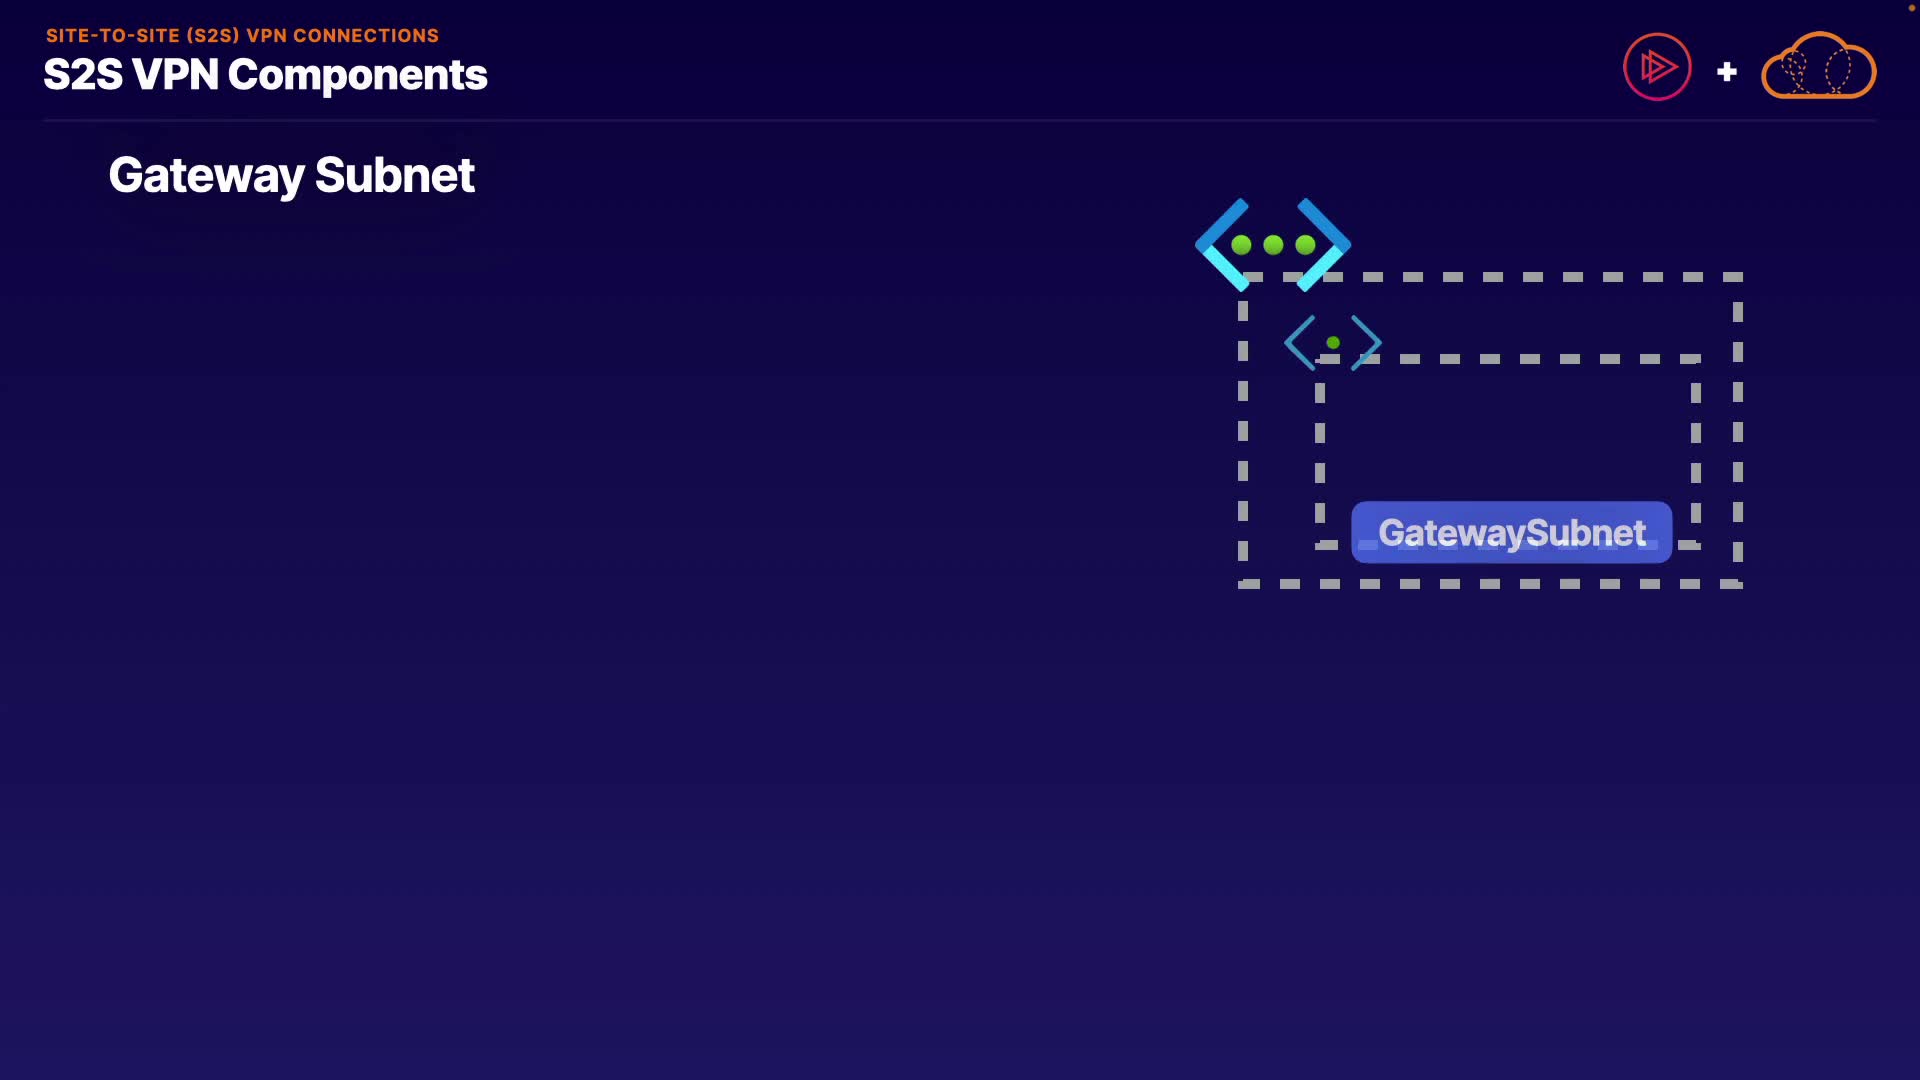 SITE-TO-SITE (S2S) VPN CONNECTIONS
S2S VPN Components
Gateway Subnet
GatewaySubnet